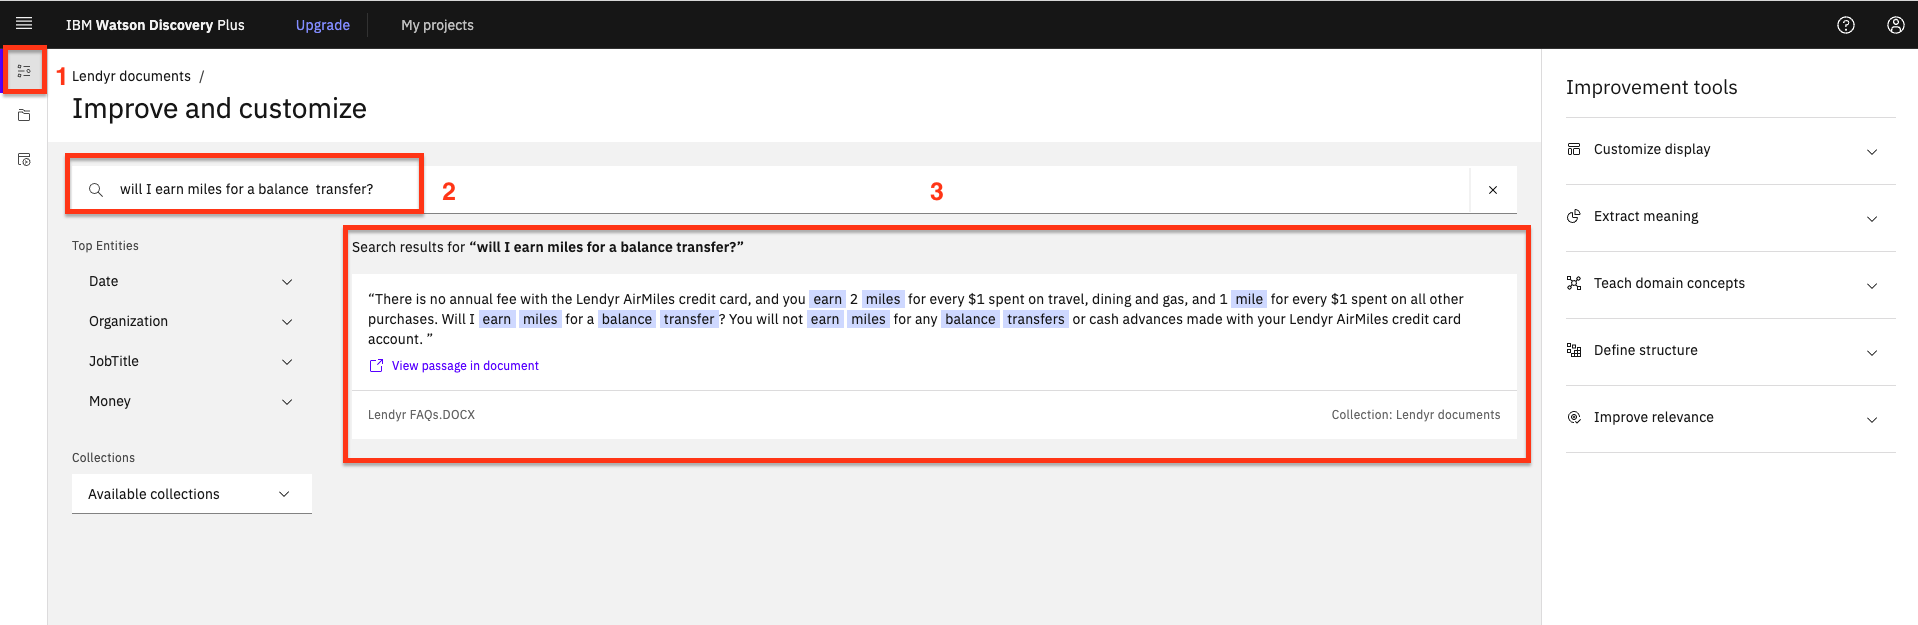 IBM Watson Discovery Plus
Upgrade
My projects
1
Lendyr documents /
Improve and customize
will I earn miles for a balance  transfer?
2
3
Top Entities
Date
Organization
JobTitle
Money
Collections
Available collections
Search results for “will I earn miles for a balance transfer?”
“There is no annual fee with the Lendyr AirMiles credit card, and you earn 2 miles for every $1 spent on travel, dining and gas, and 1 mile for every $1 spent on all other
purchases. Will I earn miles for a balance transfer? You will not earn miles for any balance transfers or cash advances made with your Lendyr AirMiles credit card
account. ”
View passage in document
Lendyr FAQs.DOCX
Collection: Lendyr documents
Improvement tools
Customize display
Extract meaning
Teach domain concepts
Define structure
Improve relevance